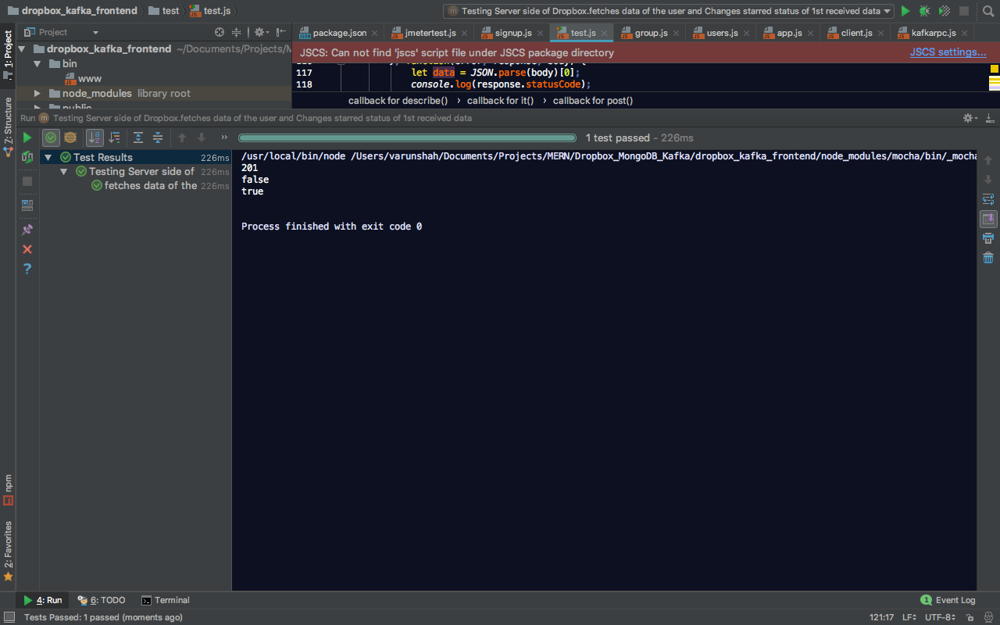 dropbox_kafka_frontend test test.js
Testing Server side of Dropbox.fetches data of the user and Changes starred status of 1st received data
1: Project
Z: Structure
npm
2: Favorites
Project
dropbox_kafka_frontend ~/Documents/Projects/M
bin
www
node_modules library root
public
package.json jmetertest.js signup.js test.js group.js users.js app.js client.js kafkarpc.js
JSCS: Can not find 'jscs' script file under JSCS package directory JSCS settings...
117 let data = JSON.parse(body)[0];
118 console.log(response.statusCode);
callback for describe() › callback for it() › callback for post()
Run Testing Server side of Dropbox.fetches data of the user and Changes starred status of 1st received data
1 test passed - 226ms
Test Results 226ms
Testing Server side of 226ms
fetches data of the 226ms
/usr/local/bin/node /Users/varunshah/Documents/Projects/MERN/Dropbox_MongoDB_Kafka/dropbox_kafka_frontend/node_modules/mocha/bin/_mocha
201
false
true
Process finished with exit code 0
4: Run 6: TODO Terminal 1 Event Log
Tests Passed: 1 passed (moments ago) 121:17 LF UTF-8